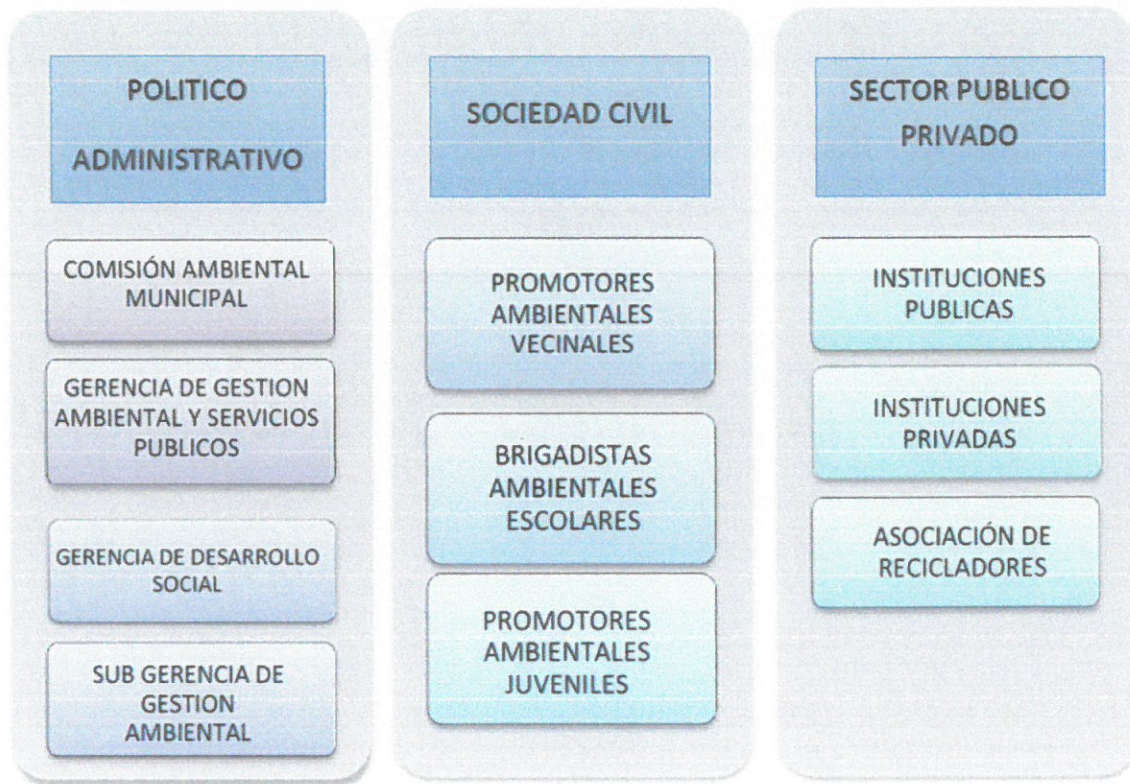 POLITICO
ADMINISTRATIVO
COMISIÓN AMBIENTAL
MUNICIPAL
GERENCIA DE GESTION
AMBIENTAL Y SERVICIOS
PUBLICOS
GERENCIA DE DESARROLLO
SOCIAL
SUB GERENCIA DE
GESTION
AMBIENTAL
SOCIEDAD CIVIL
PROMOTORES
AMBIENTALES
VECINALES
BRIGADISTAS
AMBIENTALES
ESCOLARES
PROMOTORES
AMBIENTALES
JUVENILES
SECTOR PUBLICO
PRIVADO
INSTITUCIONES
PUBLICAS
INSTITUCIONES
PRIVADAS
ASOCIACIÓN DE
RECICLADORES